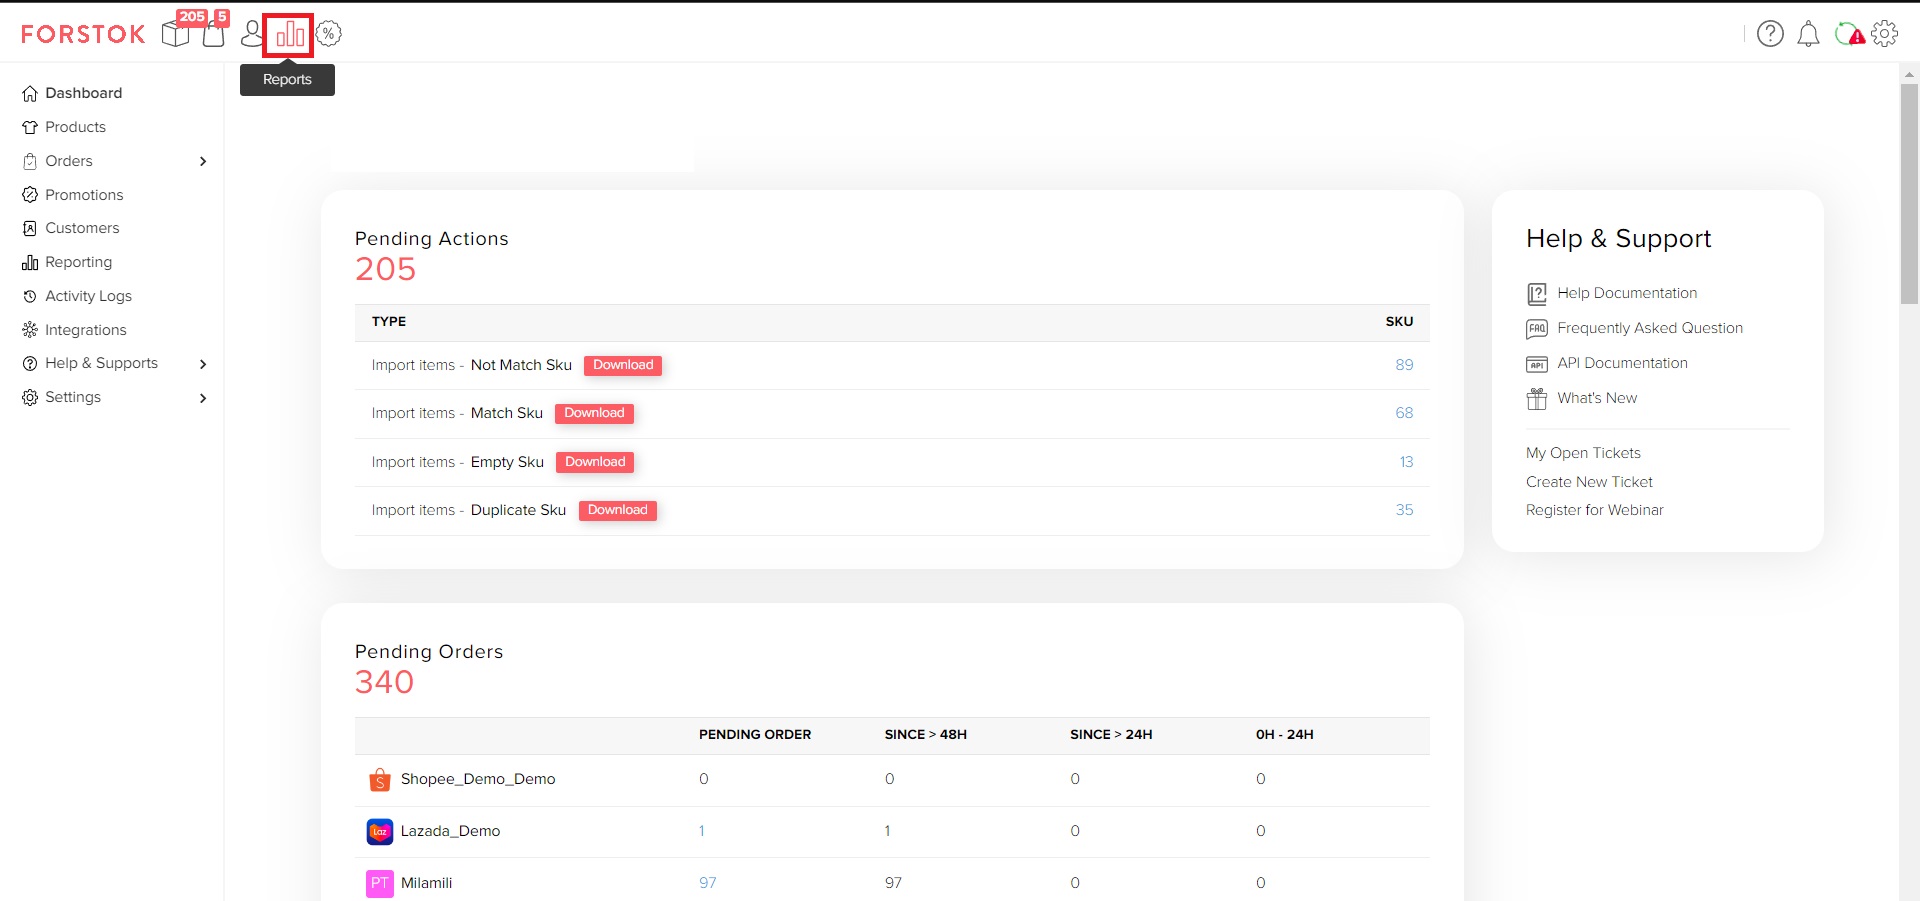 FORSTOK 205 5 %
Reports
Dashboard
Products
Orders
Promotions
Customers
Reporting
Activity Logs
Integrations
Help & Supports
Settings
Pending Actions
205
TYPE SKU
Import items - Not Match Sku Download 89
Import items - Match Sku Download 68
Import items - Empty Sku Download 13
Import items - Duplicate Sku Download 35
Help & Support
Help Documentation
FAQ Frequently Asked Question
API API Documentation
What's New
My Open Tickets
Create New Ticket
Register for Webinar
Pending Orders
340
PENDING ORDER SINCE > 48H SINCE > 24H 0H - 24H
S Shopee_Demo_Demo 0 0 0 0
Laz Lazada_Demo 1 1 0 0
PT Milamili 97 97 0 0